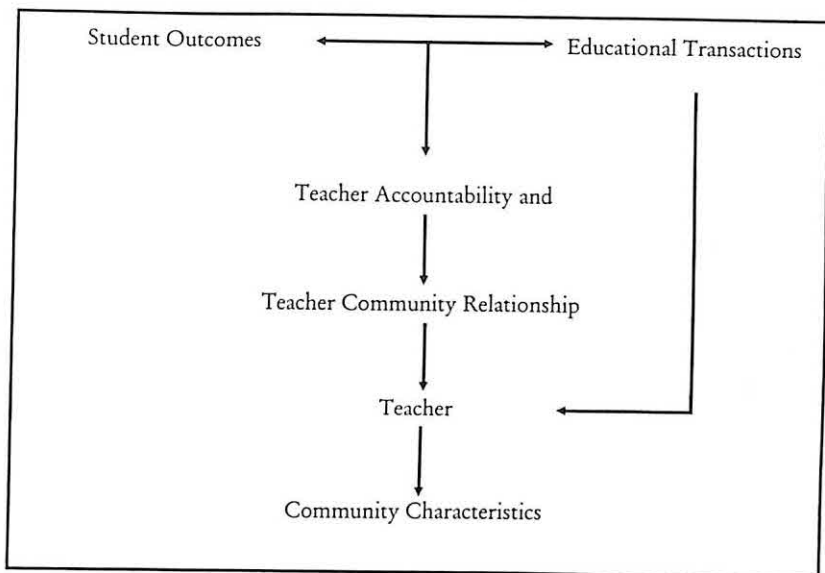 Student Outcomes
Educational Transactions
Teacher Accountability and
Teacher Community Relationship
Teacher
Community Characteristics